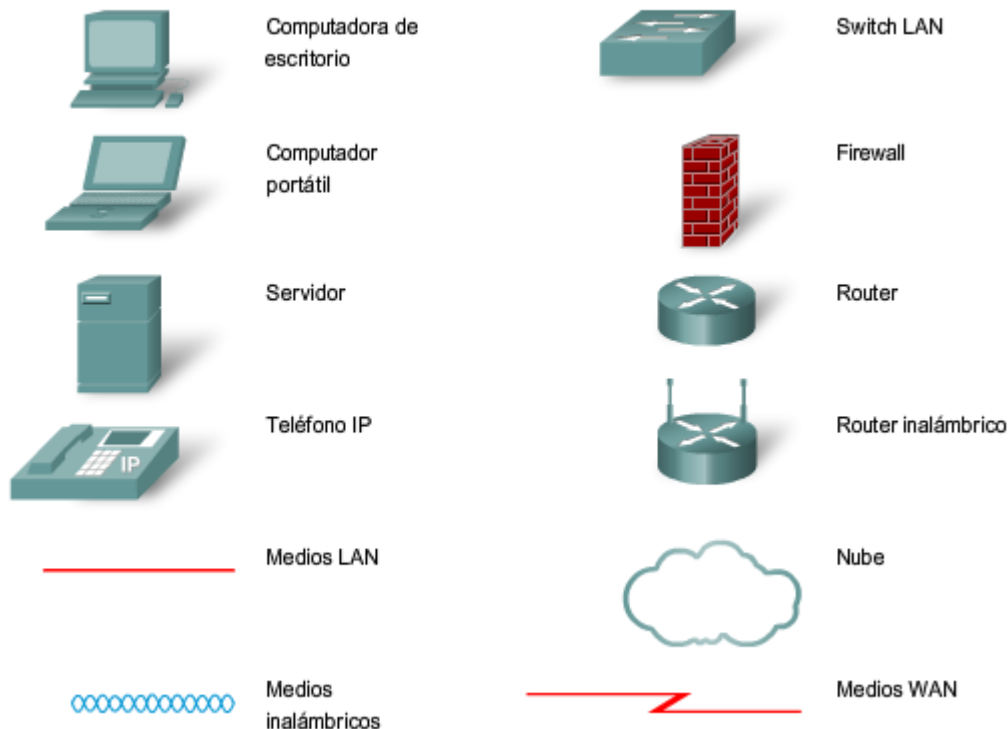 Computadora de
escritorio
Switch LAN
Computador
portátil
Firewall
Servidor
Router
Teléfono IP
IP
Router inalámbrico
Medios LAN
Nube
Medios
inalámbricos
Medios WAN